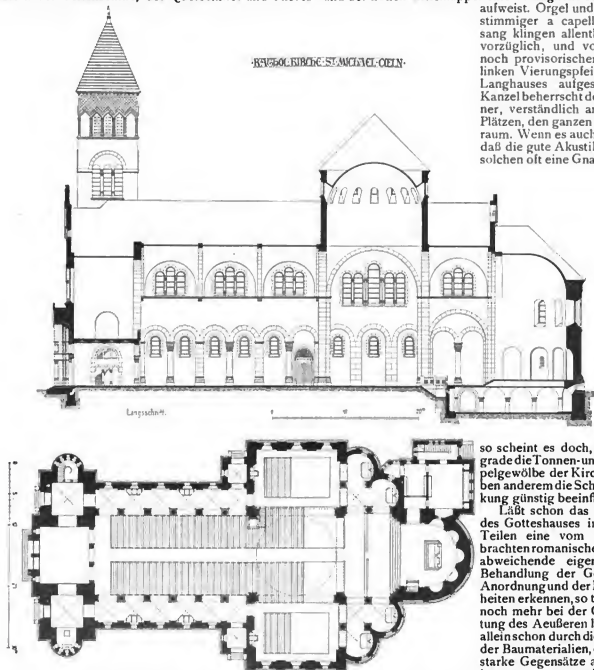 aufweist. Orgel und
stimmiger a capell
sang klingen allentl
vorzüglich, und vo
noch provisorischen
linken Vierungspfei
Langhauses aufges
Kanzel beherrscht de
ner, verständlich an
Plätzen, den ganzen
raum. Wenn es auch
daß die gute Akustik
solchen oft eine Gna
·KATHOL·KIRCHE·ST·MICHAEL·CÖLN·
Längsschnitt.
0 10 20m
so scheint es doch,
grade die Tonnen- un
pelgewölbe der Kirc
ben anderem die Sch
kung günstig beeinfl
Läßt schon das
des Gotteshauses in
Teilen eine vom
brachten romanische
abweichende eigen
Behandlung der G
Anordnung und der
heiten erkennen, so t
noch mehr bei der G
tung des Aeußeren h
allein schon durch di
der Baumaterialien,
starke Gegensätze a